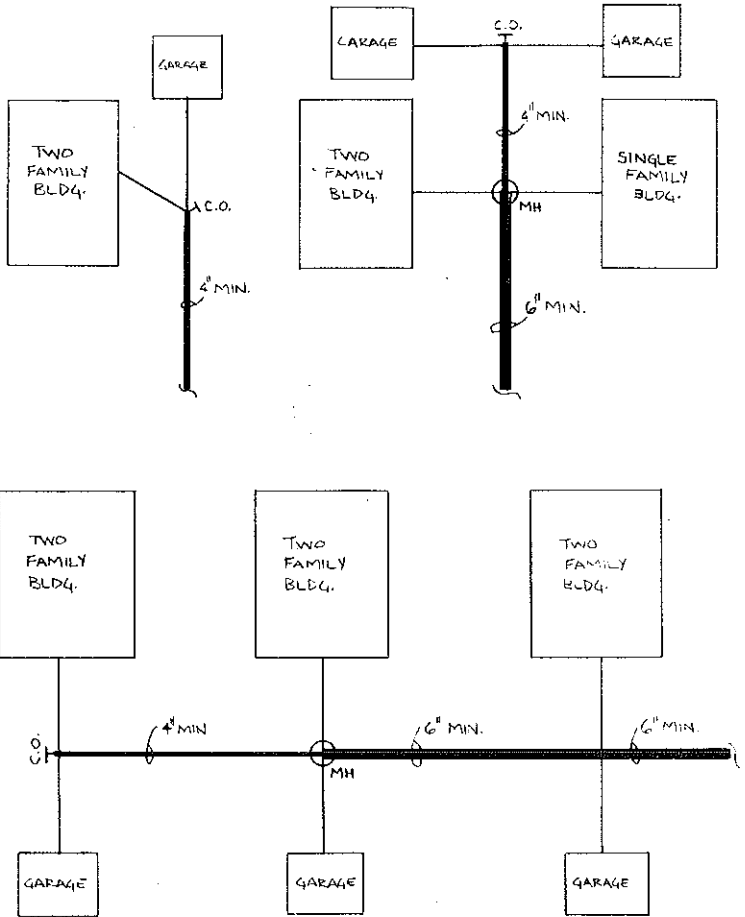 GARAGE
TWO
FAMILY
BLDG.
C.O.
4" MIN.
C.O.
LARAGE
GARAGE
4" MIN.
TWO
FAMILY
BLDG.
SINGLE
FAMILY
BLDG.
MH
6" MIN.
TWO
FAMILY
BLDG.
TWO
FAMILY
BLDG.
TWO
FAMILY
BLDG.
C.O.
4" MIN
6" MIN.
6" MIN.
MH
GARAGE
GARAGE
GARAGE